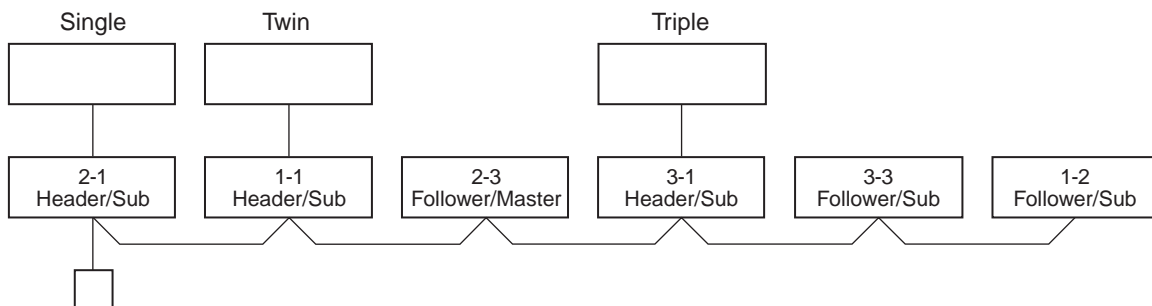 Single
Twin
Triple
2-1
Header/Sub
1-1
Header/Sub
2-3
Follower/Master
3-1
Header/Sub
3-3
Follower/Sub
1-2
Follower/Sub